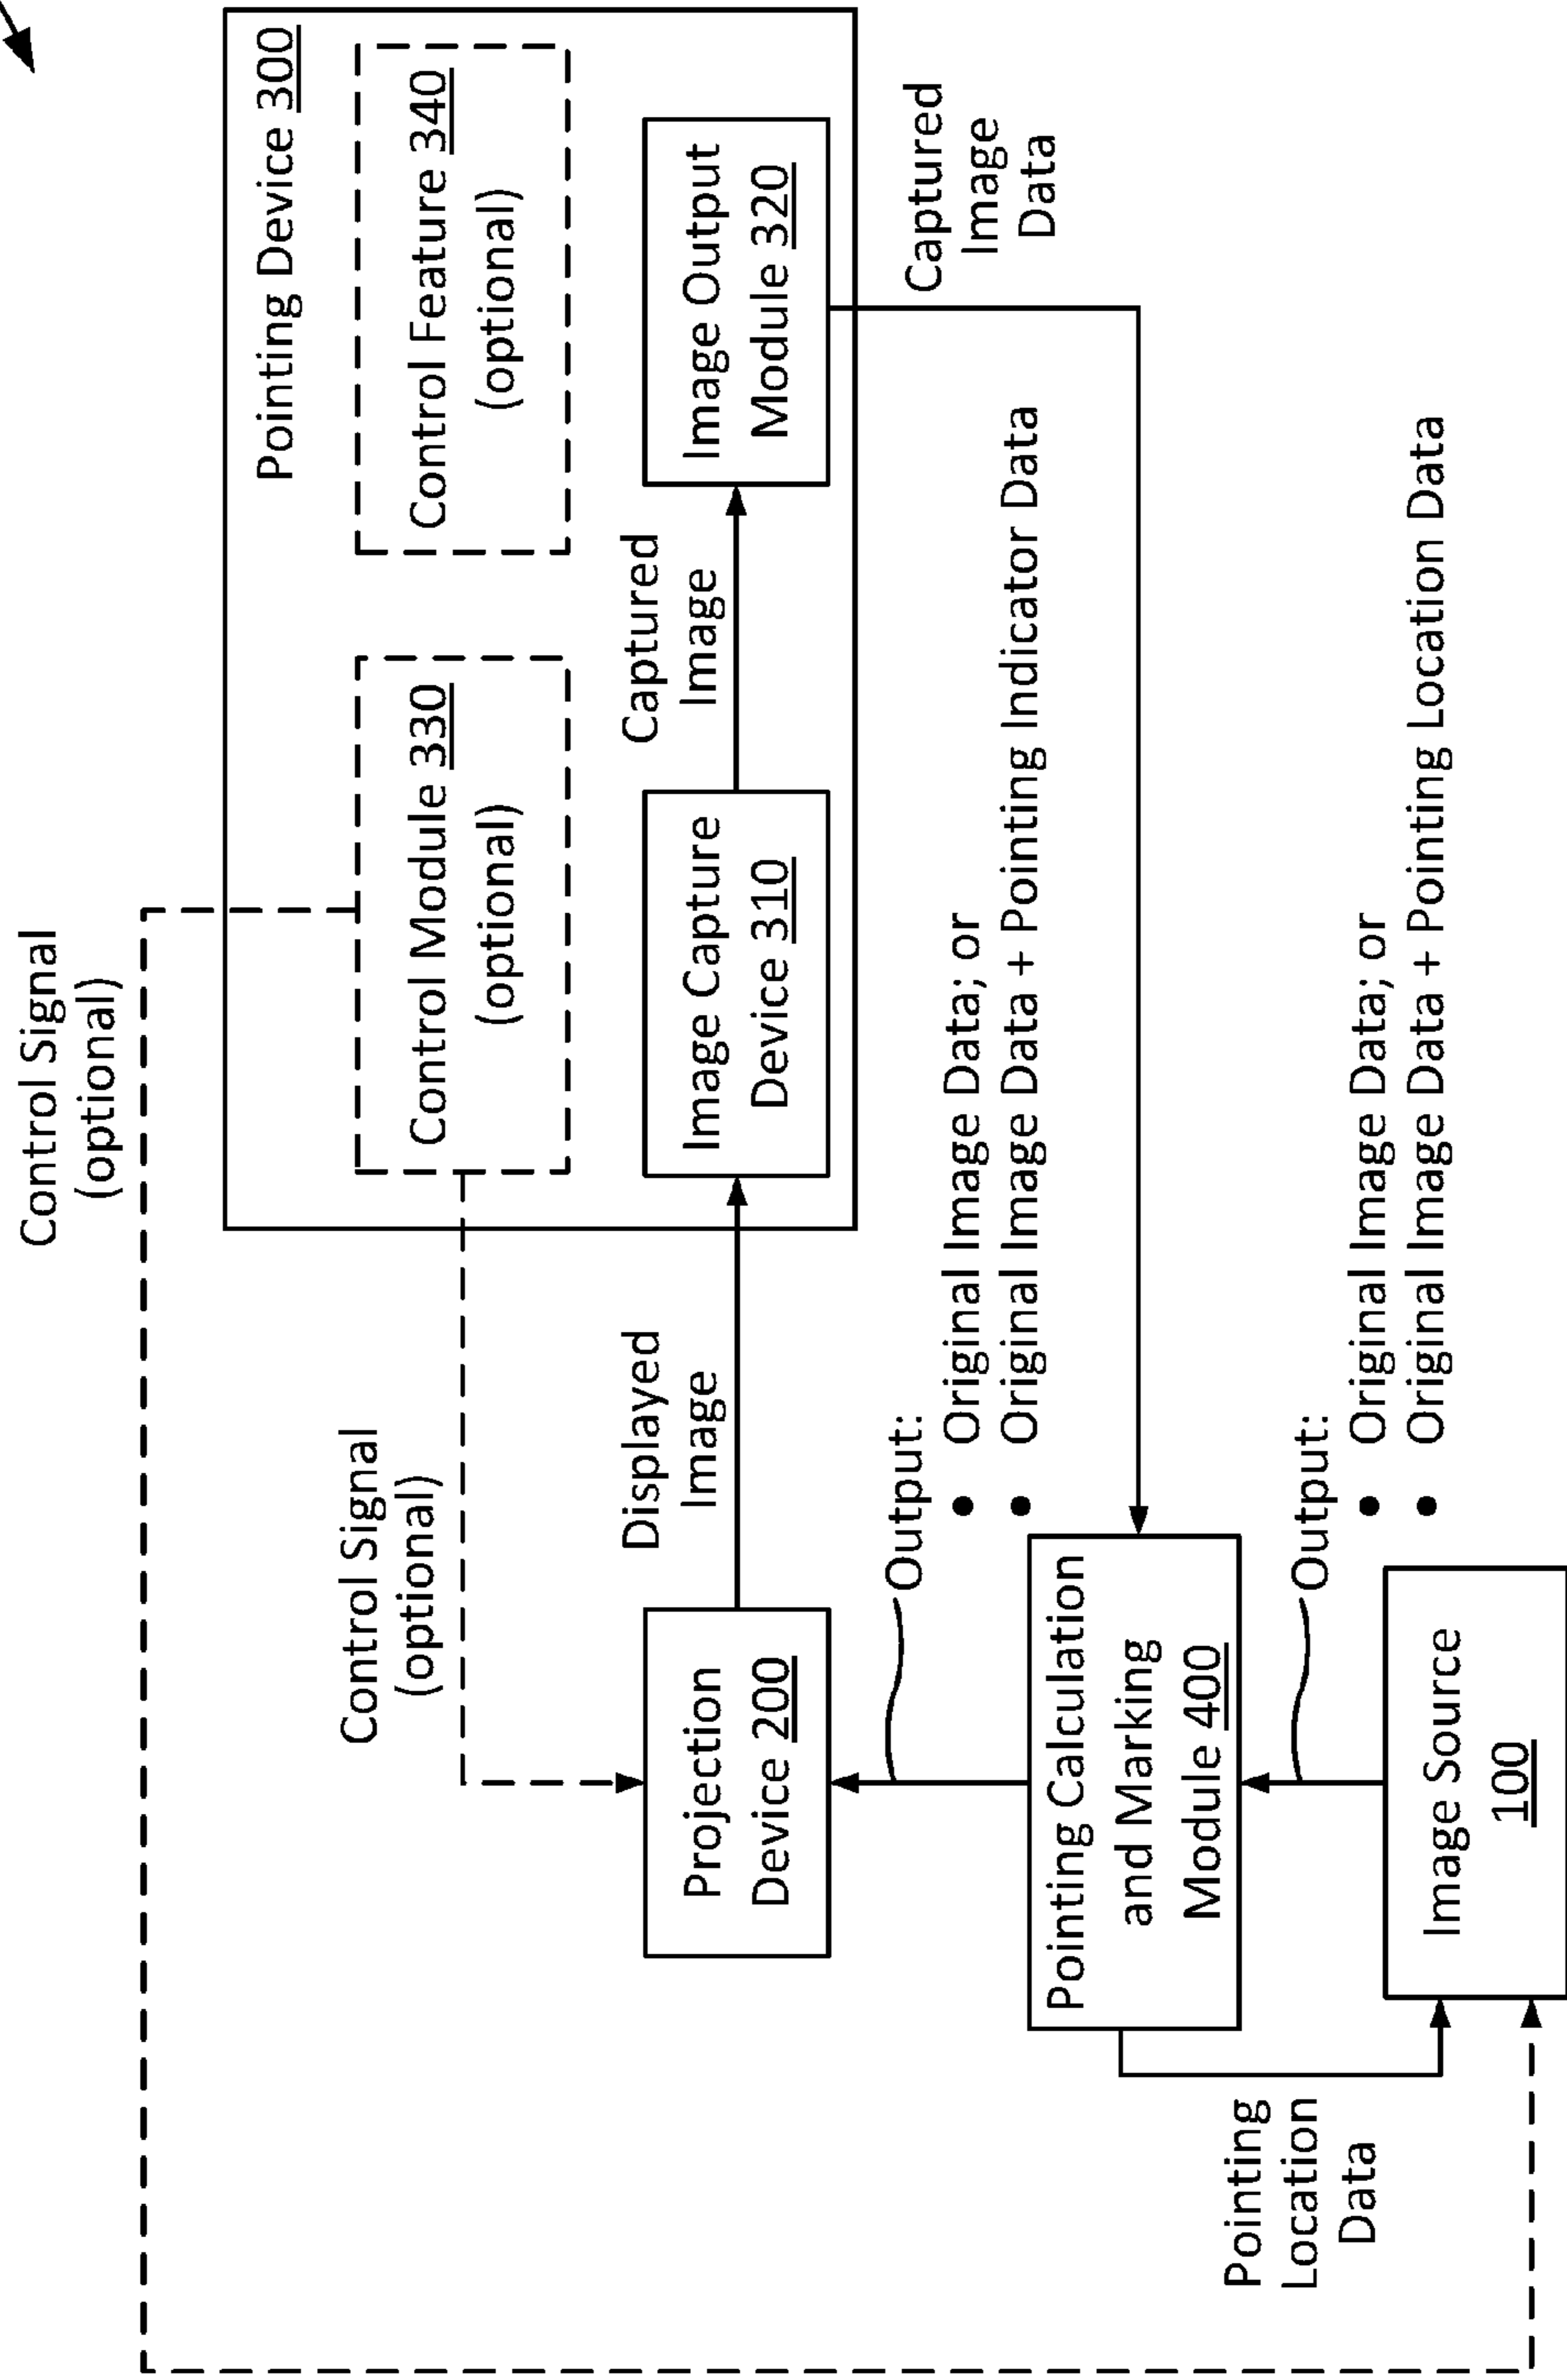 Control Signal
(optional)
Pointing Device 300
Control Module 330
(optional)
Control Feature 340
(optional)
Control Signal
(optional)
Displayed
Image
Captured
Image
Projection
Device 200
Image Capture
Device 310
Image Output
Module 320
Captured
Image
Data
Output:
● Original Image Data; or
● Original Image Data + Pointing Indicator Data
Pointing Calculation
and Marking
Module 400
Pointing
Location
Data
Output:
● Original Image Data; or
● Original Image Data + Pointing Location Data
Image Source
100